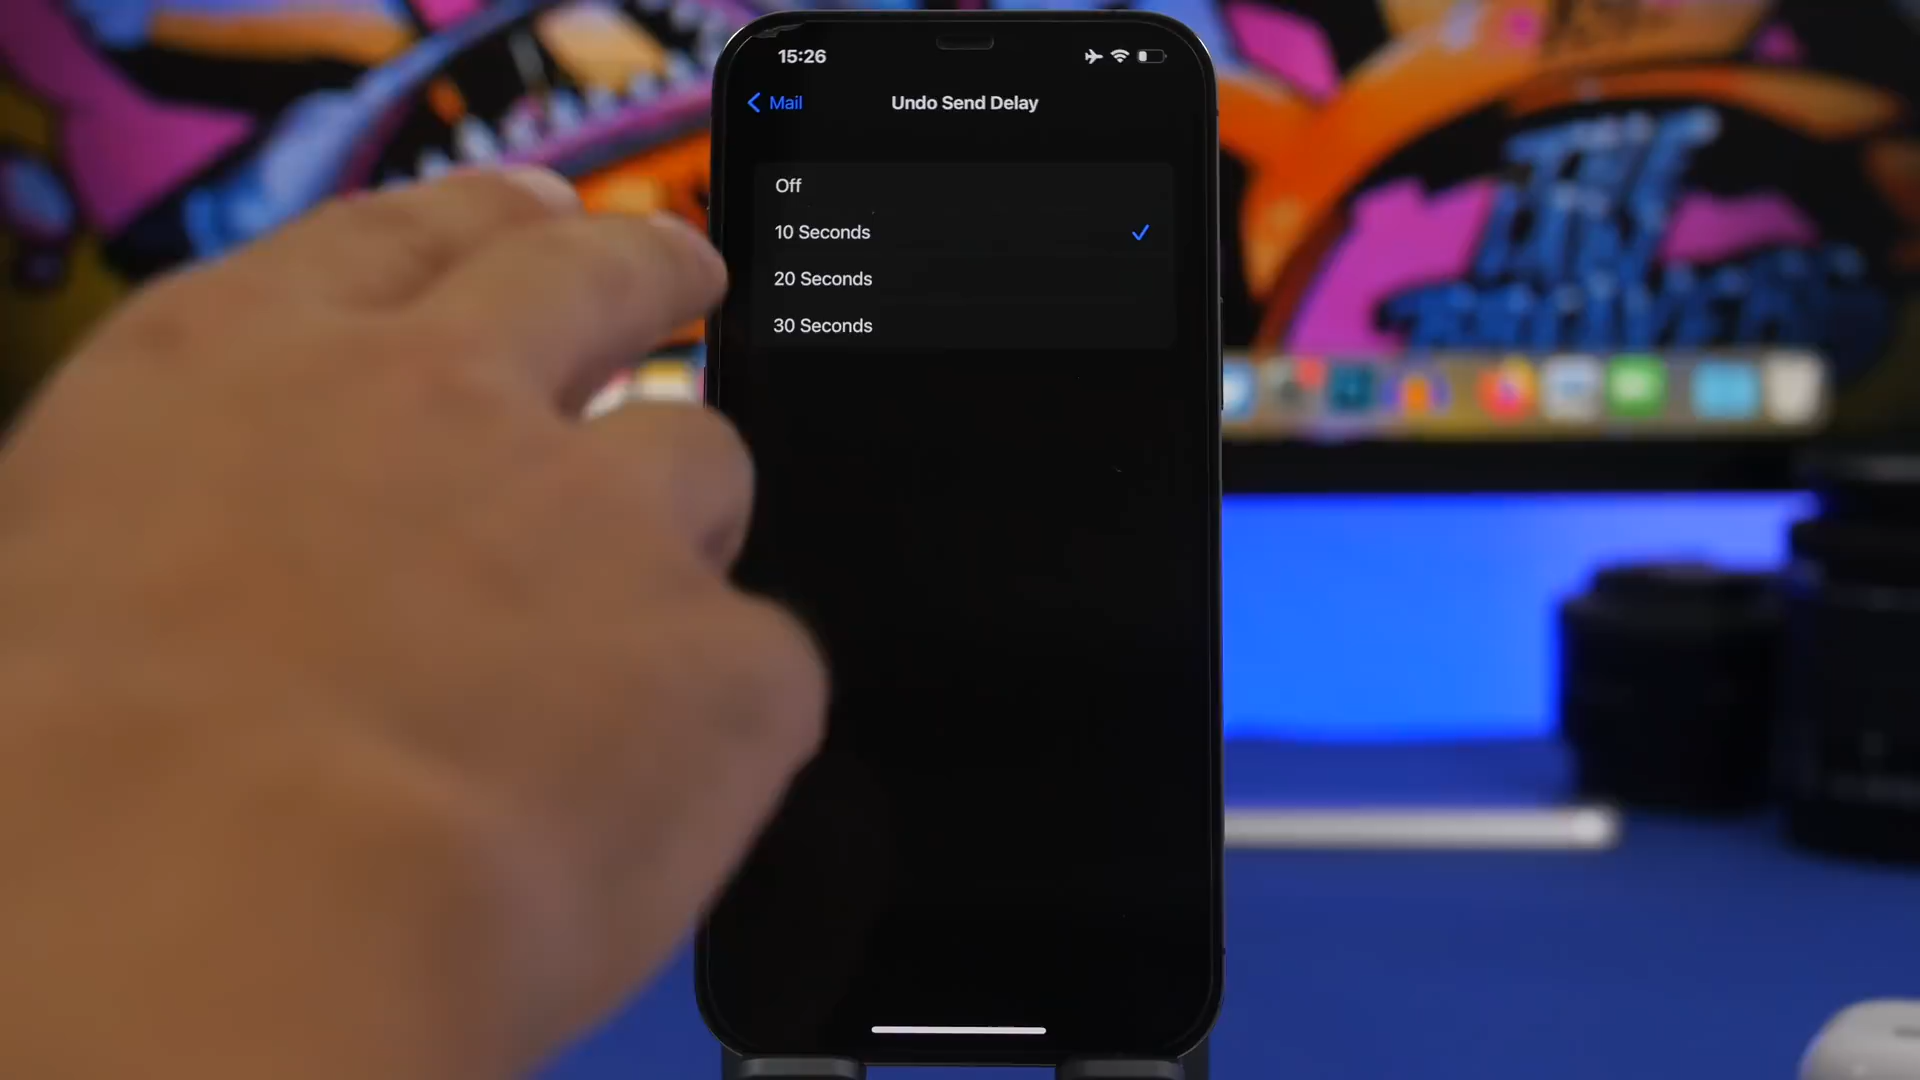 15:26
Mail
Undo Send Delay
Off
10 Seconds
20 Seconds
30 Seconds